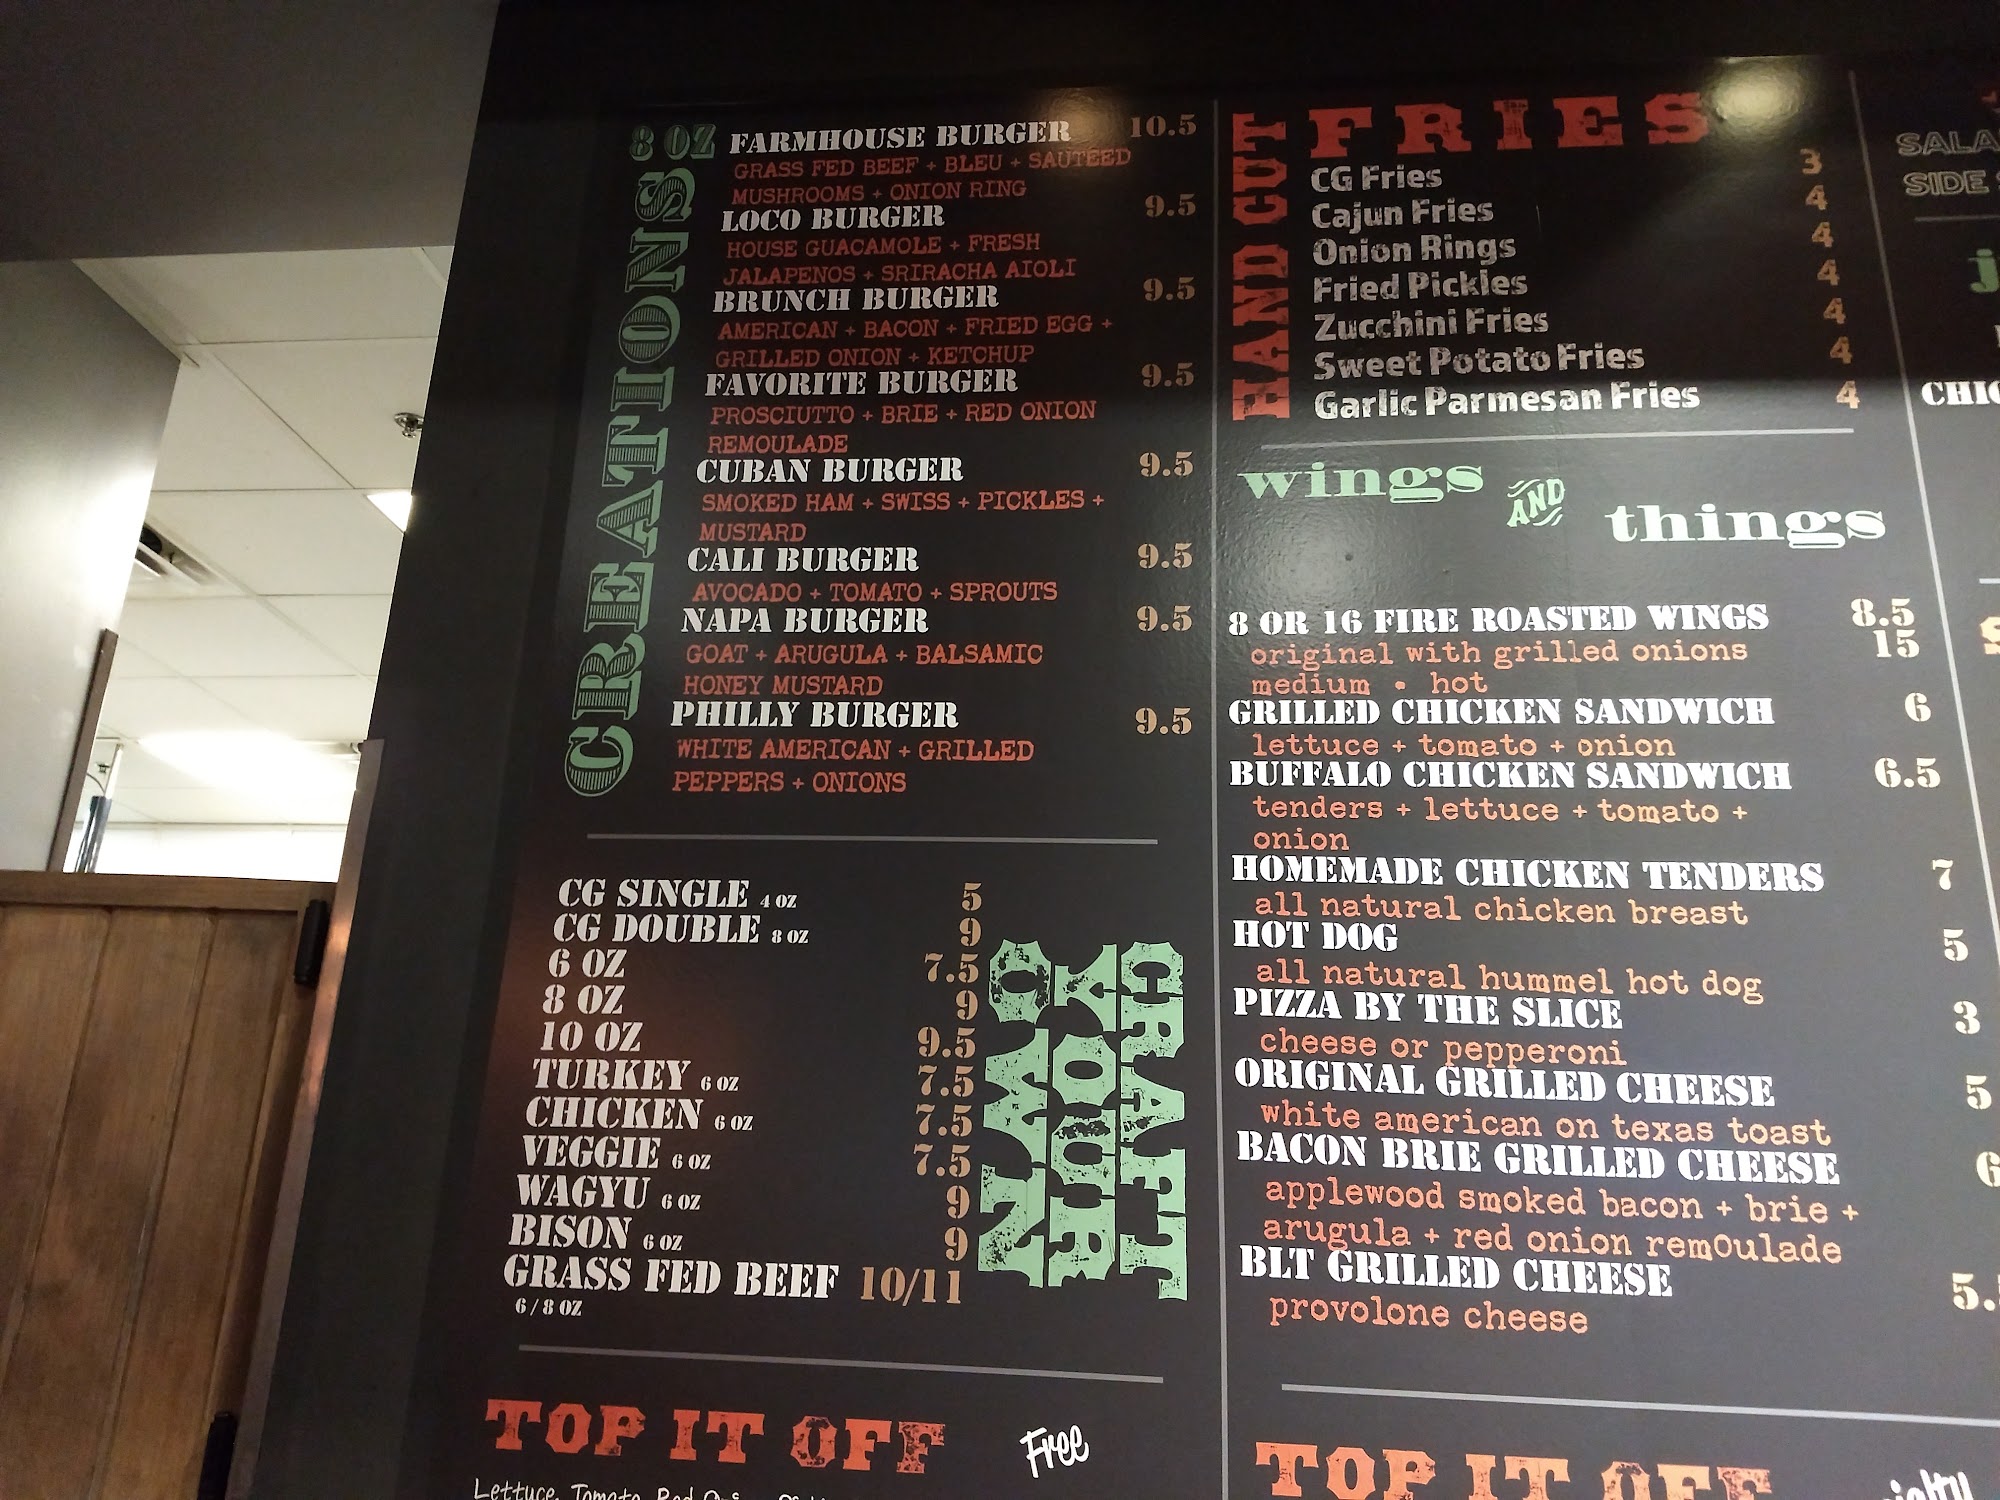 8 OZ CREATIONS
FARMHOUSE BURGER 10.5
GRASS FED BEEF + BLEU + SAUTEED
MUSHROOMS + ONION RING
LOCO BURGER 9.5
HOUSE GUACAMOLE + FRESH
JALAPENOS + SRIRACHA AIOLI
BRUNCH BURGER 9.5
AMERICAN + BACON + FRIED EGG +
GRILLED ONION + KETCHUP
FAVORITE BURGER 9.5
PROSCIUTTO + BRIE + RED ONION
REMOULADE
CUBAN BURGER 9.5
SMOKED HAM + SWISS + PICKLES +
MUSTARD
CALI BURGER 9.5
AVOCADO + TOMATO + SPROUTS
NAPA BURGER 9.5
GOAT + ARUGULA + BALSAMIC
HONEY MUSTARD
PHILLY BURGER 9.5
WHITE AMERICAN + GRILLED
PEPPERS + ONIONS
CRAFT
YOUR
OWN
CG SINGLE 4 OZ 5
CG DOUBLE 8 OZ 9
6 OZ 7.5
8 OZ 9
10 OZ 9.5
TURKEY 6 OZ 7.5
CHICKEN 6 OZ 7.5
VEGGIE 6 OZ 7.5
WAGYU 6 OZ 9
BISON 6 OZ 9
GRASS FED BEEF 10/11
6 / 8 OZ
TOP IT OFF Free
Lettuce, Tomato, Red
HAND CUT
FRIES
CG Fries 3
Cajun Fries 4
Onion Rings 4
Fried Pickles 4
Zucchini Fries 4
Sweet Potato Fries 4
Garlic Parmesan Fries 4
wings AND things
8 OR 16 FIRE ROASTED WINGS 8.5
15
original with grilled onions
medium • hot
GRILLED CHICKEN SANDWICH 6
lettuce + tomato + onion
BUFFALO CHICKEN SANDWICH 6.5
tenders + lettuce + tomato +
onion
HOMEMADE CHICKEN TENDERS 7
all natural chicken breast
HOT DOG 5
all natural hummel hot dog
PIZZA BY THE SLICE 3
cheese or pepperoni
ORIGINAL GRILLED CHEESE 5
white american on texas toast
BACON BRIE GRILLED CHEESE 6
applewood smoked bacon + brie +
arugula + red onion rem0ulade
BLT GRILLED CHEESE 5.
provolone cheese
TOP IT OFF
SIDE